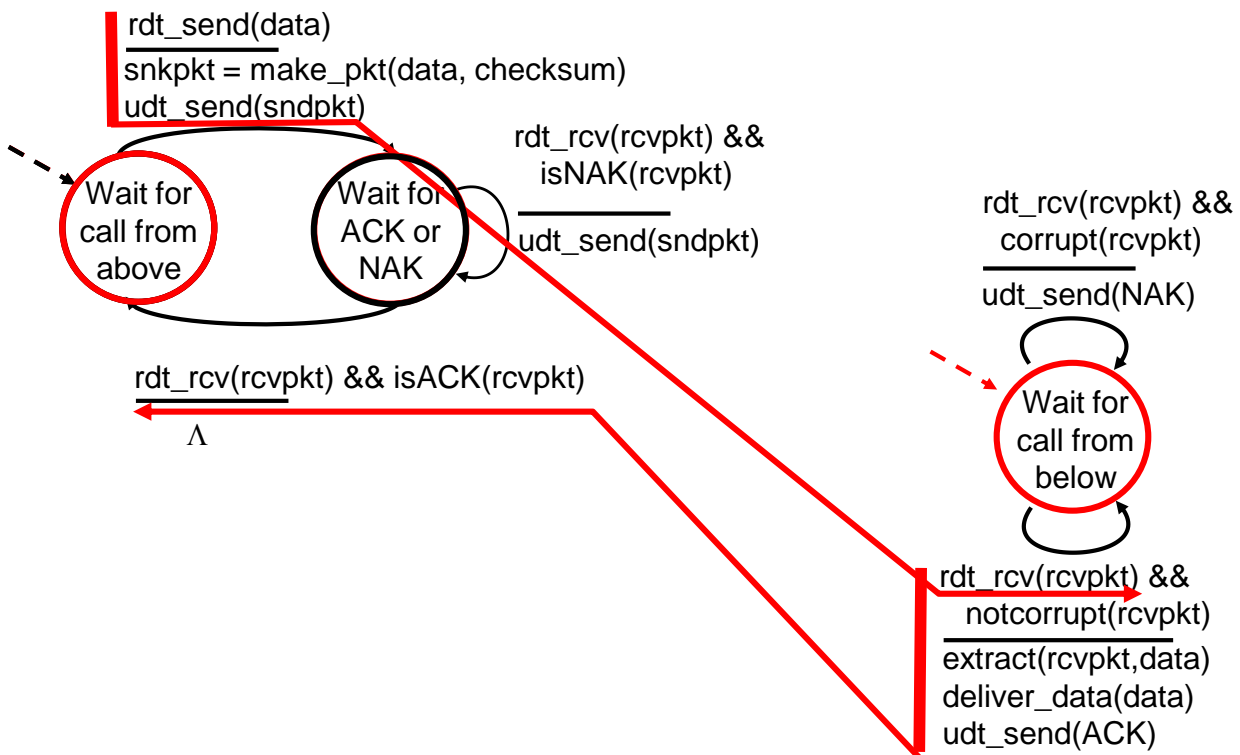 rdt_send(data)
snkpkt = make_pkt(data, checksum)
udt_send(sndpkt)
Wait for
call from
above
Wait for
ACK or
NAK
rdt_rcv(rcvpkt) &&
isNAK(rcvpkt)
udt_send(sndpkt)
rdt_rcv(rcvpkt) && isACK(rcvpkt)
Λ
rdt_rcv(rcvpkt) &&
corrupt(rcvpkt)
udt_send(NAK)
Wait for
call from
below
rdt_rcv(rcvpkt) &&
notcorrupt(rcvpkt)
extract(rcvpkt,data)
deliver_data(data)
udt_send(ACK)